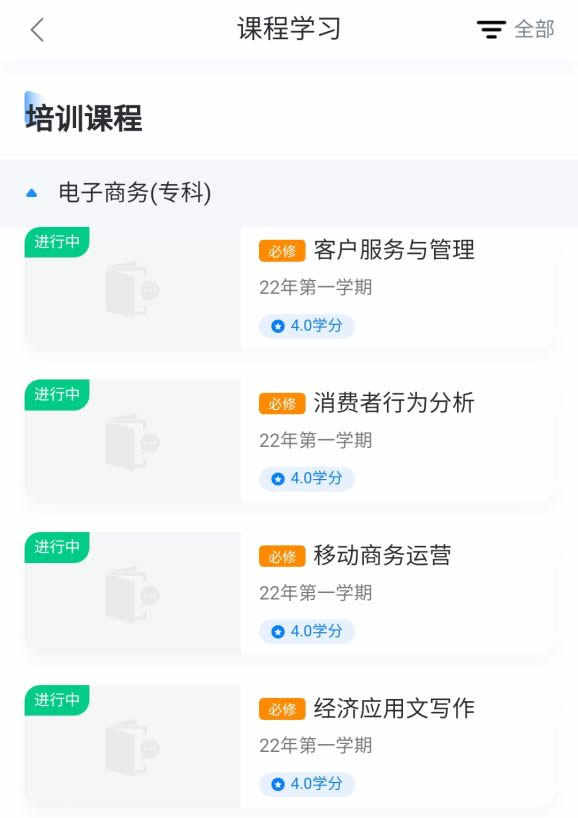 课程学习 全部
培训课程
电子商务(专科)
进行中
必修 客户服务与管理
22年第一学期
4.0学分
进行中
必修 消费者行为分析
22年第一学期
4.0学分
进行中
必修 移动商务运营
22年第一学期
4.0学分
进行中
必修 经济应用文写作
22年第一学期
4.0学分